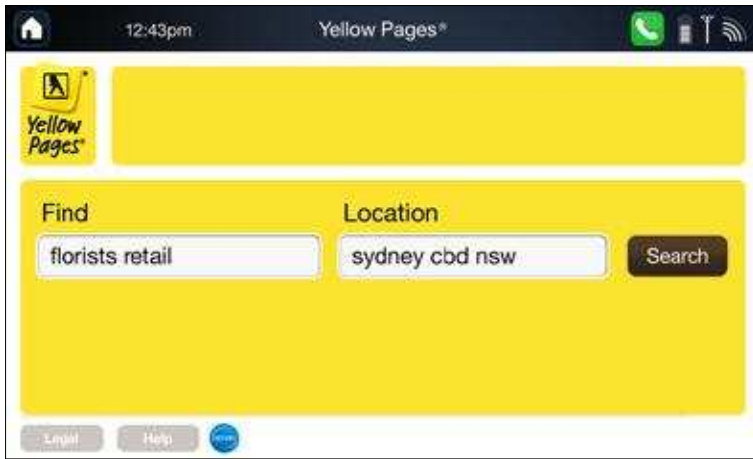 12:43pm Yellow Pages®
Yellow
Pages®
Find Location
florists retail sydney cbd nsw Search
Legal Help